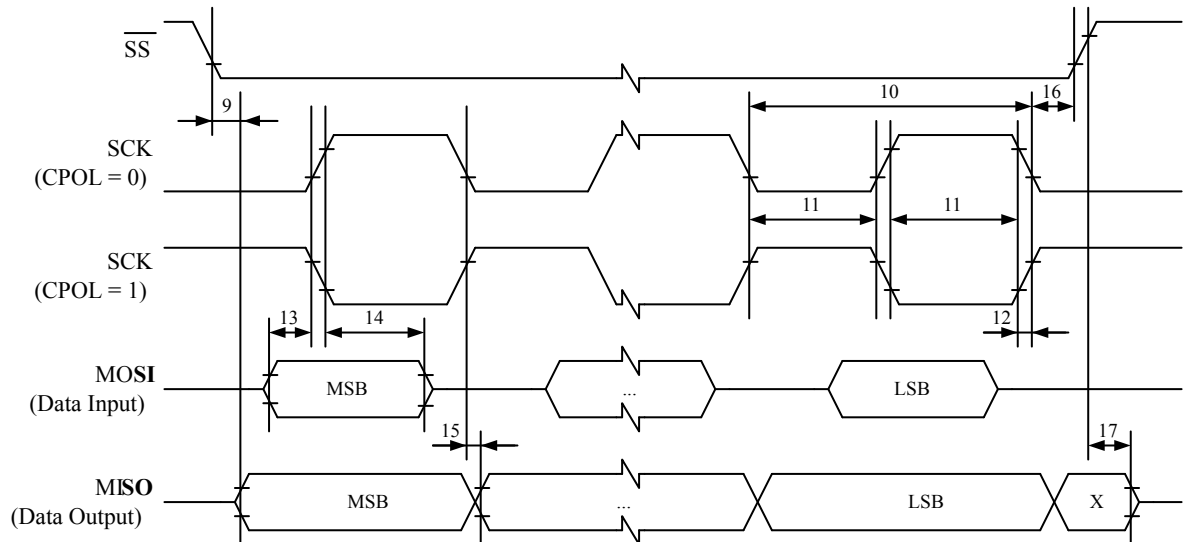 SS
9
10
16
SCK
(CPOL = 0)
11
11
SCK
(CPOL = 1)
13
14
12
MOSI
(Data Input)
MSB
...
LSB
15
17
MISO
(Data Output)
MSB
...
LSB
X